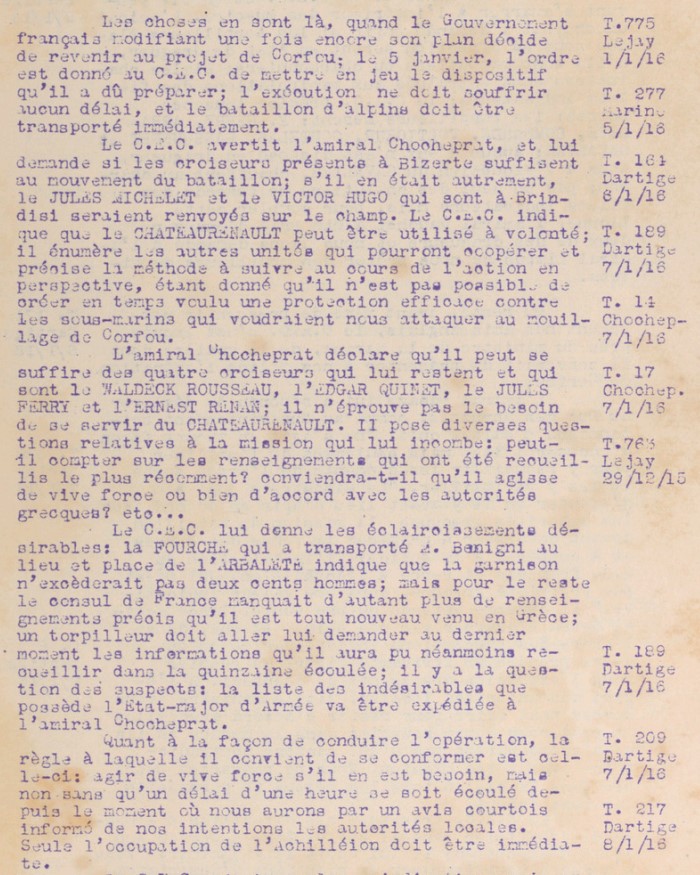 Les choses en sont là, quand le Gouvernement
français modifiant une fois encore son plan décide
de revenir au projet de Corfou; le 5 janvier, l'ordre
est donné au C.E.C. de mettre en jeu le dispositif
qu'il a dû préparer; l'exécution ne doit souffrir
aucun délai, et le bataillon d'alpins doit être
transporté immédiatement.
Le C.E.C. avertit l'amiral Chocheprat, et lui
demande si les croiseurs présents à Bizerte suffisent
au mouvement du bataillon; s'il en était autrement,
le JULES MICHELET et le VICTOR HUGO qui sont à Brin-
disi seraient renvoyés sur le champ. Le C.E.C. indi-
que que le CHATEAURENAULT peut être utilisé à volonté;
il énumère les autres unités qui pourront coopérer et
précise la méthode à suivre au cours de l'action en
perspective, étant donné qu'il n'est pas possible de
créer en temps voulu une protection efficace contre
les sous-marins qui voudraient nous attaquer au mouil-
lage de Corfou.
L'amiral Chocheprat déclare qu'il peut se
suffire des quatre croiseurs qui lui restent et qui
sont le WALDECK ROUSSEAU, l'EDGAR QUINET, le JULES
FERRY et l'ERNEST RENAN; il n'éprouve pas le besoin
de se servir du CHATEAURENAULT. II pose diverses ques-
tions relatives à la mission qui lui incombe: peut-
il compter sur les renseignements qui ont été recueil-
lis le plus récemment? conviendra-t-il qu'il agisse
de vive force ou bien d'accord avec les autorités
grecques? etc...
Le C.E.C. lui donne les éclaircissements dé-
sirables: la FOURCHE qui a transporté E. Benigni au
lieu et place de l'ARBALETE indique que la garnison
n'excèderait pas deux cents hommes; mais pour le reste
le consul de France manquait d'autant plus de rensei-
gnements précis qu'il est tout nouveau venu en Grèce;
un torpilleur doit aller lui demander au dernier
moment les informations qu'il aura pu néanmoins re-
cueillir dans la quinzaine écoulée; il y a la ques-
tion des suspects: la liste des indésirables que
possède l'Etat-major d'Armée va être expédiée à
l'amiral Chocheprat.
Quant à la façon de conduire l'opération, la
règle à laquelle il convient de se conformer est cel-
le-ci: agir de vive force s'il en est besoin, mais
non sans qu'un délai d'une heure se soit écoulé de-
puis le moment où nous aurons par un avis courtois
informé de nos intentions les autorités locales.
Seule l'occupation de l'Achilléion doit être immédia-
te.
T.775
Lejay
1/1/16
T. 277
Marine
5/1/16
T. 164
Dartige
6/1/16
T. 189
Dartige
7/1/16
T. 14
Chochep-
7/1/16
T. 17
Chochep.
7/1/16
T.763
Lejay
29/12/15
T. 189
Dartige
7/1/16
T. 209
Dartige
7/1/16
T. 217
Dartige
8/1/16